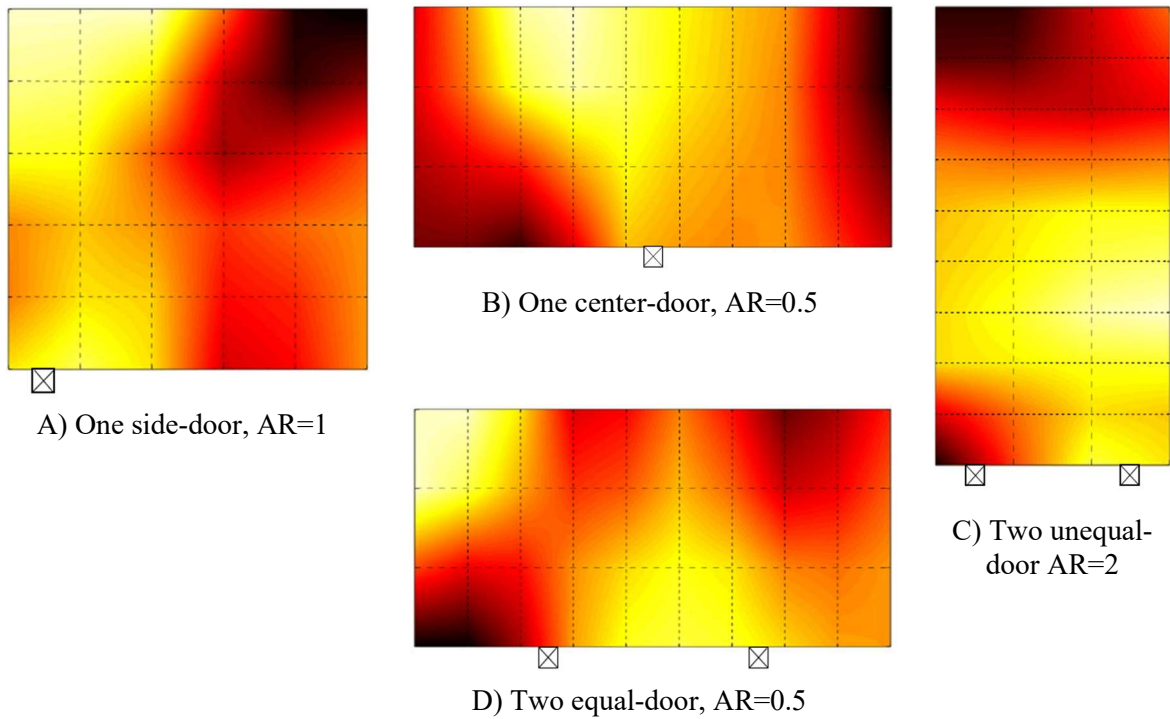 A) One side-door, AR=1
B) One center-door, AR=0.5
C) Two unequal-
door AR=2
D) Two equal-door, AR=0.5